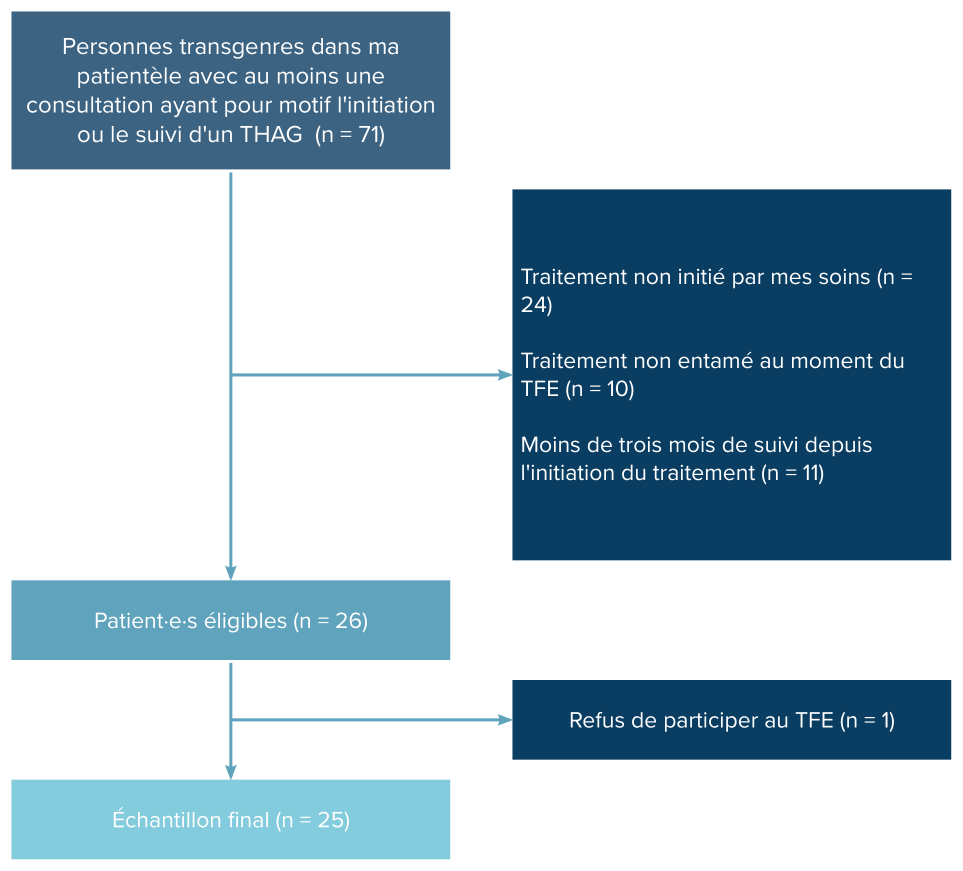 Personnes transgenres dans ma
patientèle avec au moins une
consultation ayant pour motif l'initiation
ou le suivi d'un THAG (n = 71)
Traitement non initié par mes soins (n =
24)
Traitement non entamé au moment du
TFE (n = 10)
Moins de trois mois de suivi depuis
l'initiation du traitement (n = 11)
Patient·e·s éligibles (n = 26)
Refus de participer au TFE (n = 1)
Échantillon final (n = 25)